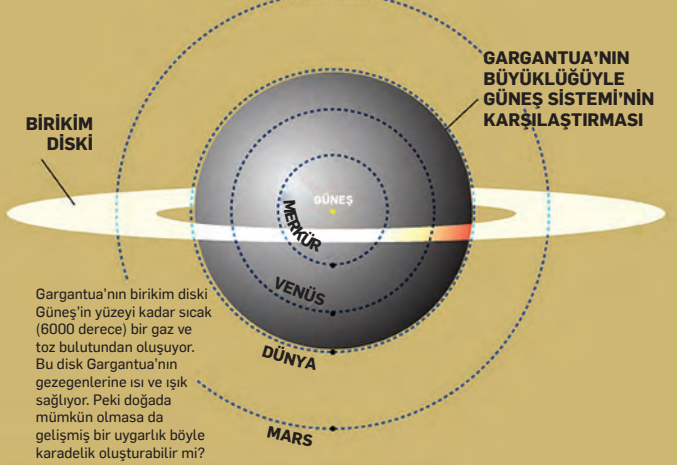 GARGANTUA'NIN
BÜYÜKLÜĞÜYLE
GÜNEŞ SİSTEMİ'NİN
KARŞILAŞTIRMASI
BİRİKİM
DİSKİ
GÜNEŞ
MERKÜR
VENÜS
DÜNYA
MARS
Gargantua'nın birikim diski
Güneş'in yüzeyi kadar sıcak
(6000 derece) bir gaz ve
toz bulutundan oluşuyor.
Bu disk Gargantua'nın
gezegenlerine ısı ve ışık
sağlıyor. Peki doğada
mümkün olmasa da
gelişmiş bir uygarlık böyle
karadelik oluşturabilir mi?